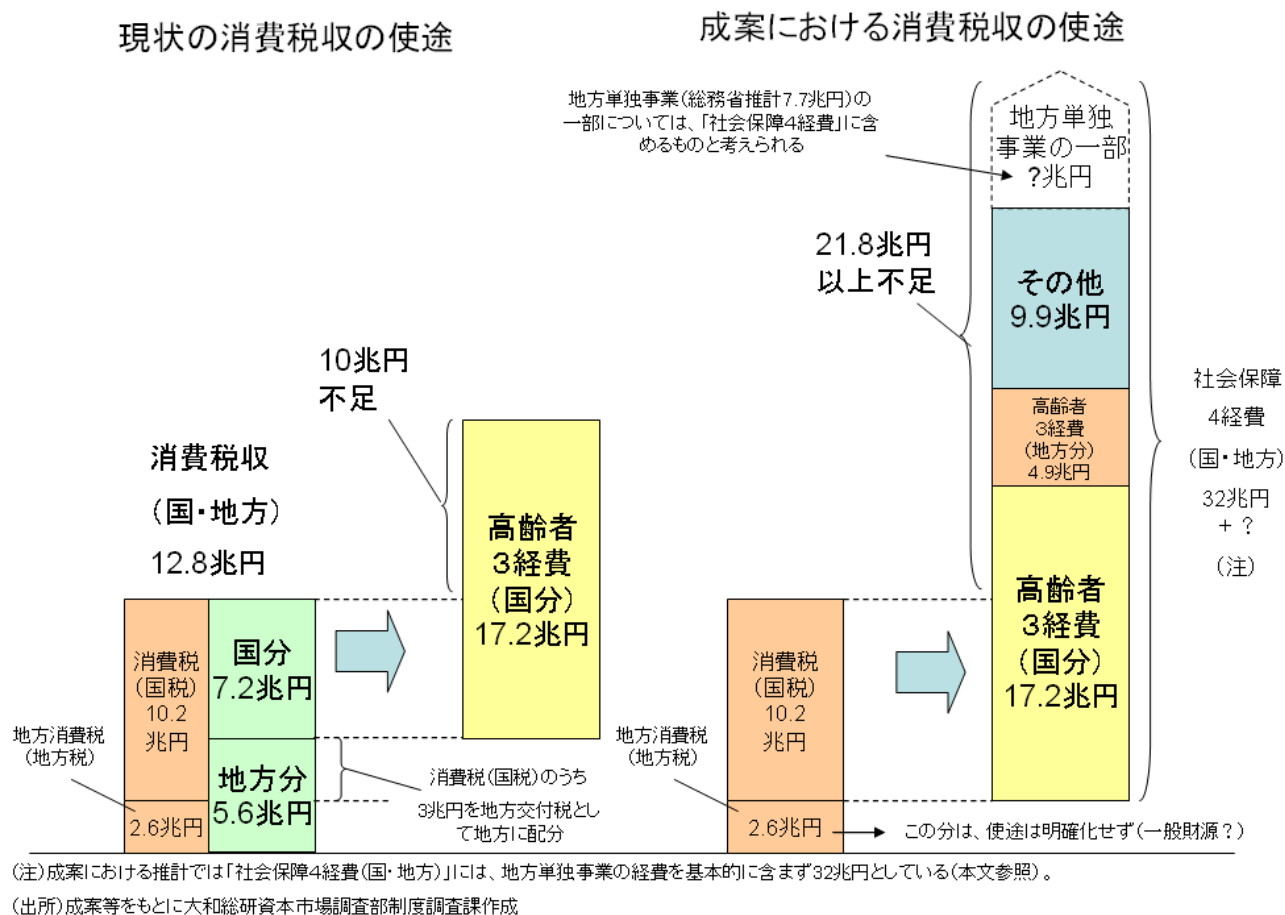 現状の消費税収の使途
成案における消費税収の使途
地方単独事業(総務省推計7.7兆円)の
一部については、「社会保障4経費」に含
めるものと考えられる
地方単独
事業の一部
?兆円
21.8兆円
以上不足
その他
9.9兆円
10兆円
不足
高齢者
3経費
(地方分)
4.9兆円
社会保障
4経費
(国・地方)
32兆円
+ ?
(注)
消費税収
(国・地方)
12.8兆円
高齢者
3経費
(国分)
17.2兆円
高齢者
3経費
(国分)
17.2兆円
消費税
(国税)
10.2
兆円
国分
7.2兆円
消費税
(国税)
10.2
兆円
地方消費税
(地方税)
2.6兆円
地方分
5.6兆円
消費税(国税)のうち
3兆円を地方交付税とし
て地方に配分
地方消費税
(地方税)
2.6兆円
この分は、使途は明確化せず(一般財源?)
(注)成案における推計では「社会保障4経費(国・地方)」には、地方単独事業の経費を基本的に含まず32兆円としている(本文参照)。
(出所)成案等をもとに大和総研資本市場調査部制度調査課作成